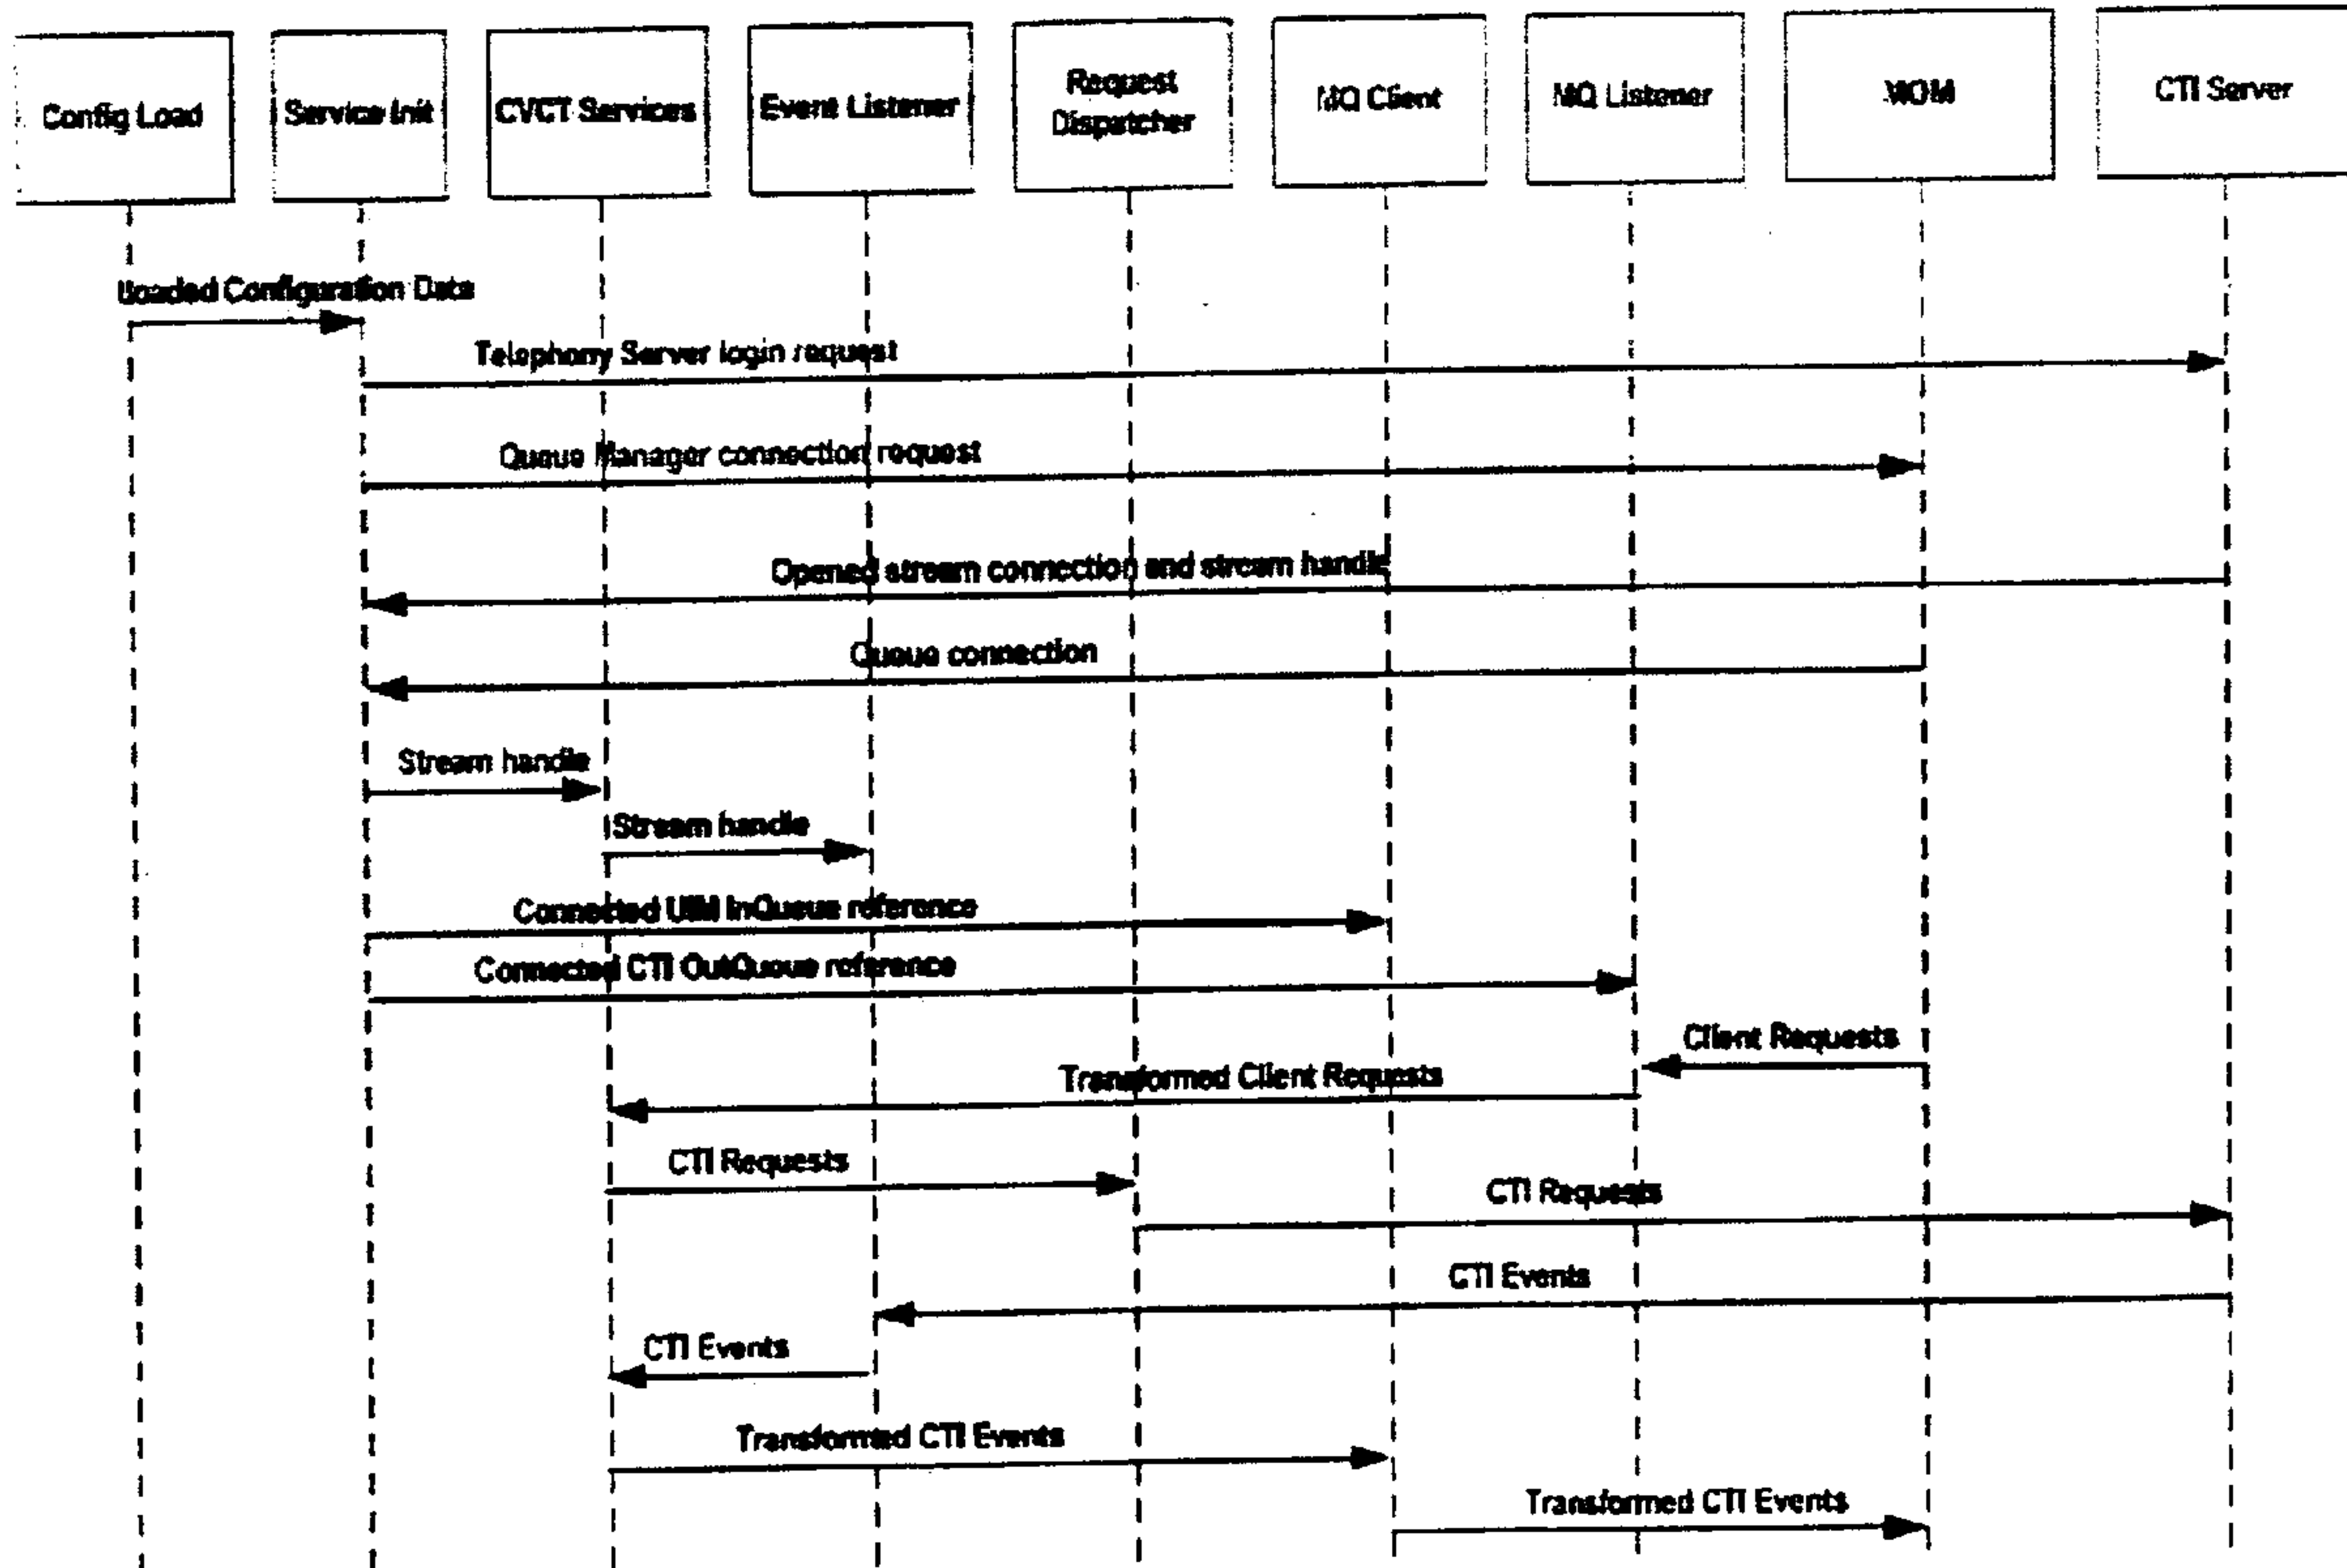 Config Load
Service Init
CVCT Services
Event Listener
Request
Dispatcher
MQ Client
MQ Listener
MOM
CTI Server
Loaded Configuration Data
Telephony Server login request
Queue Manager connection request
Opened stream connection and stream handle
Queue connection
Stream handle
Stream handle
Connected UIM InQueue reference
Connected CTI OutQueue reference
Client Requests
Transformed Client Requests
CTI Requests
CTI Requests
CTI Events
CTI Events
Transformed CTI Events
Transformed CTI Events